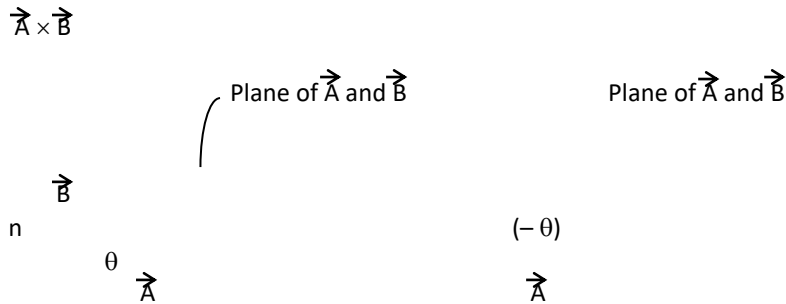 A⃗ × B⃗
Plane of A⃗ and B⃗ Plane of A⃗ and B⃗
B⃗
n (– θ)
θ
A⃗ A⃗